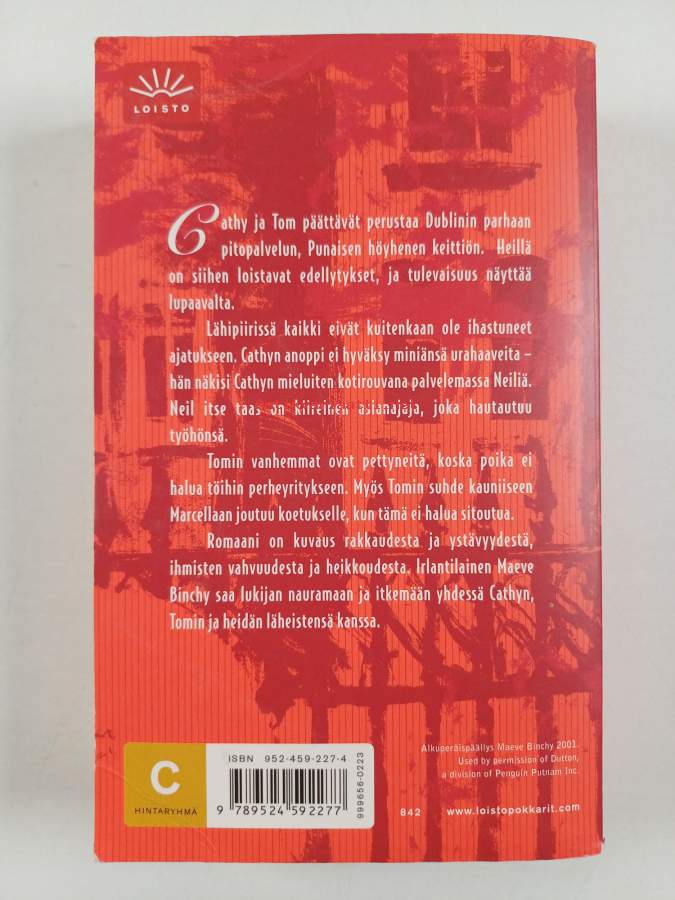 LOISTO
Cathy ja Tom päättävät perustaa Dublinin parhaan
pitopalvelun, Punaisen höyhenen keittiön. Heillä
on siihen loistavat edellytykset, ja tulevaisuus näyttää
lupaavalta.
Lähipiirissä kaikki eivät kuitenkaan ole ihastuneet
ajatukseen. Cathyn anoppi ei hyväksy miniänsä urahaaveita –
hän näkisi Cathyn mieluiten kotirouvana palvelemassa Neiliä.
Neil itse taas on kiireinen asianajaja, joka hautautuu
työhönsä.
Tomin vanhemmat ovat pettyneitä, koska poika ei
halua töihin perheyritykseen. Myös Tomin suhde kauniiseen
Marcellaan joutuu koetukselle, kun tämä ei halua sitoutua.
Romaani on kuvaus rakkaudesta ja ystävyydestä,
ihmisten vahvuudesta ja heikkoudesta. Irlantilainen Maeve
Binchy saa lukijan nauramaan ja itkemään yhdessä Cathyn,
Tomin ja heidän läheistensä kanssa.
C
HINTARYHMÄ
ISBN 952-459-227-4
9 789524 592277
999656-0223
Alkuperäispäällys Maeve Binchy 2001.
Used by permission of Dutton,
a division of Penguin Putnam Inc.
842
www.loistopokkarit.com